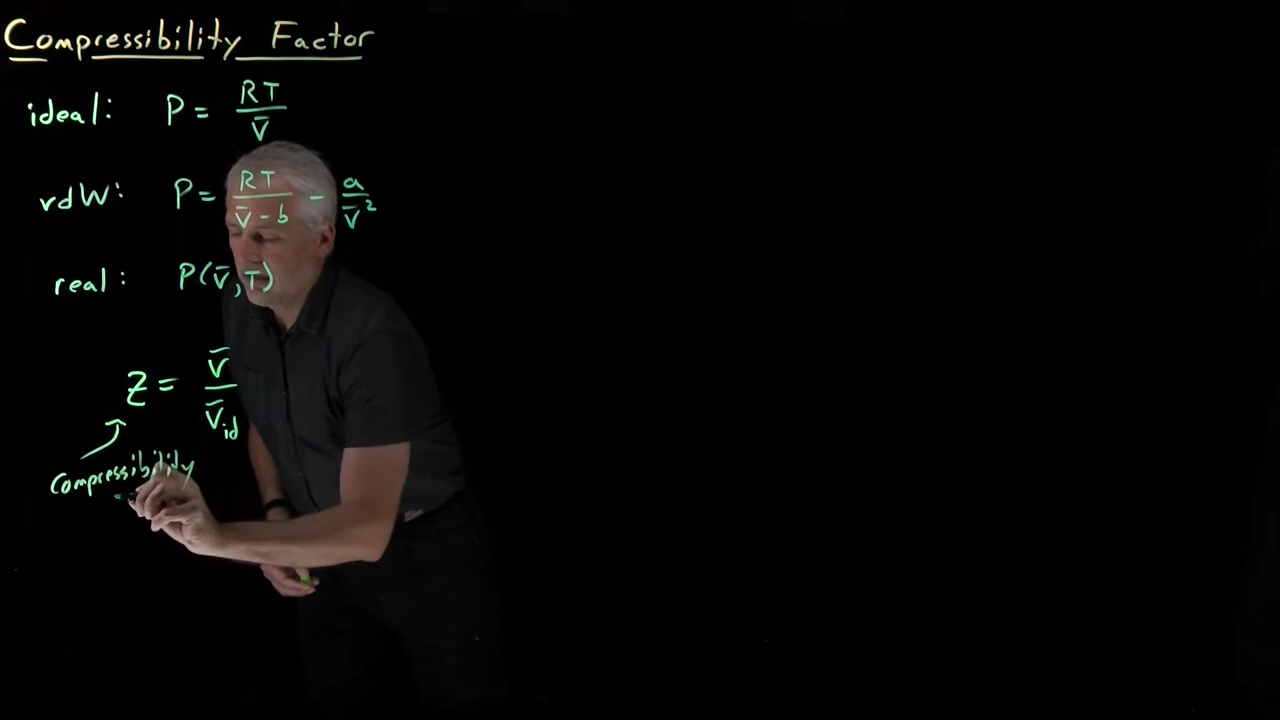 Compressibility Factor
ideal: P = RT / V̄
vdW: P = RT / (V̄ - b) - a / V̄²
real: P(V̄, T)
Z = V̄ / V̄id
Compressibility